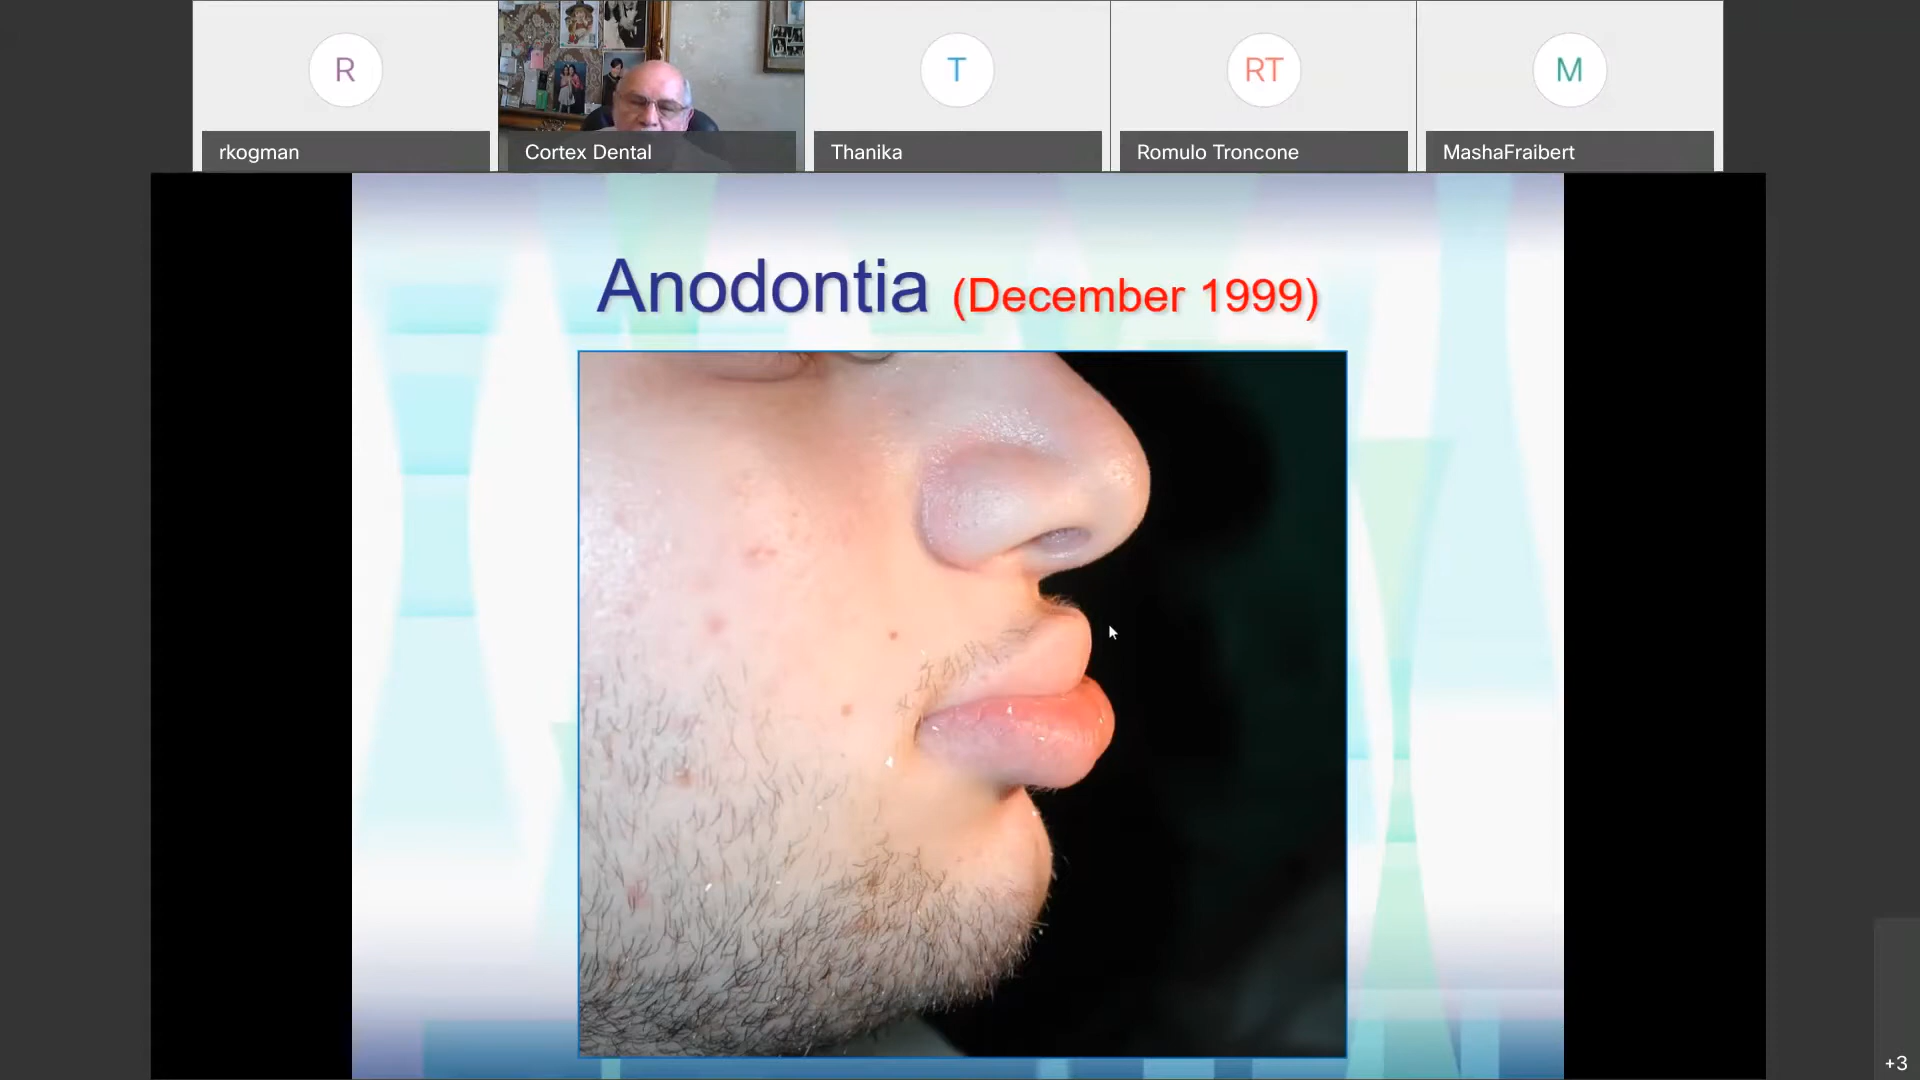 R
T
RT
M
rkogman
Cortex Dental
Thanika
Romulo Troncone
MashaFraibert
Anodontia (December 1999)
+3